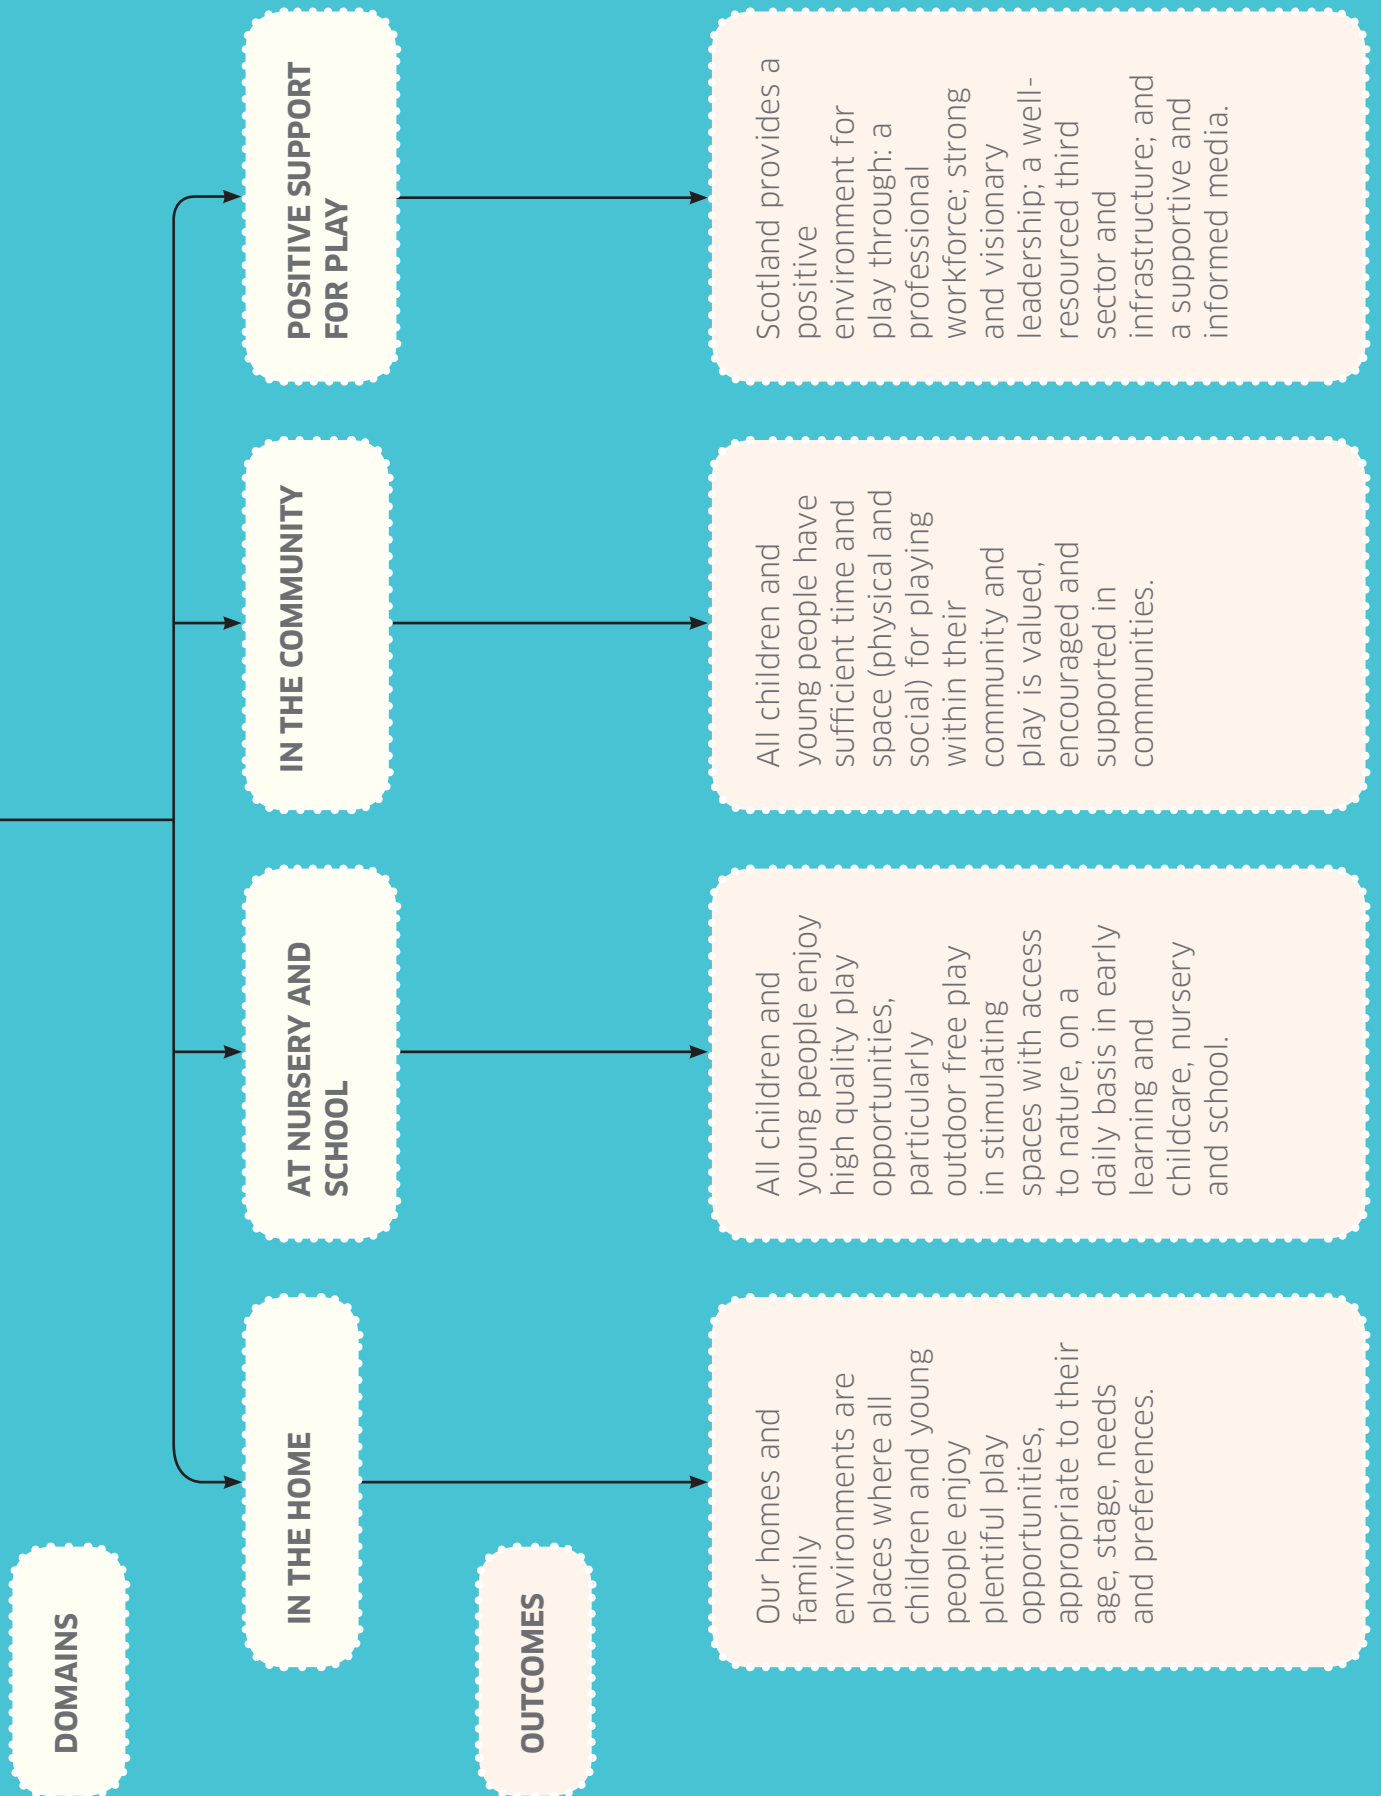 DOMAINS
IN THE HOME
AT NURSERY AND
SCHOOL
IN THE COMMUNITY
POSITIVE SUPPORT
FOR PLAY
OUTCOMES
Our homes and
family
environments are
places where all
children and young
people enjoy
plentiful play
opportunities,
appropriate to their
age, stage, needs
and preferences.
All children and
young people enjoy
high quality play
opportunities,
particularly
outdoor free play
in stimulating
spaces with access
to nature, on a
daily basis in early
learning and
childcare, nursery
and school.
All children and
young people have
sufficient time and
space (physical and
social) for playing
within their
community and
play is valued,
encouraged and
supported in
communities.
Scotland provides a
positive
environment for
play through: a
professional
workforce; strong
and visionary
leadership; a well-
resourced third
sector and
infrastructure; and
a supportive and
informed media.